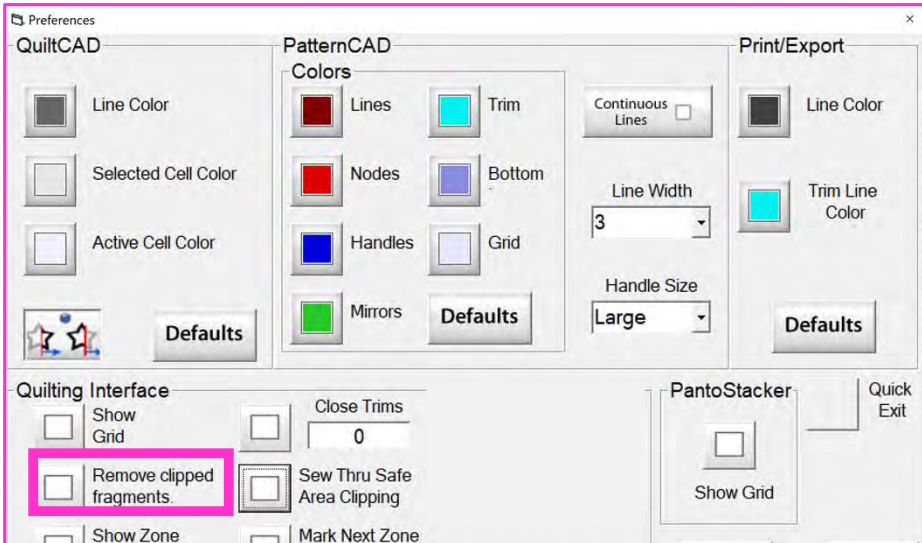 Preferences
QuiltCAD
Line Color
Selected Cell Color
Active Cell Color
Defaults
PatternCAD
Colors
Lines
Trim
Nodes
Bottom
Handles
Grid
Mirrors
Defaults
Continuous
Lines
Line Width
3
Handle Size
Large
Print/Export
Line Color
Trim Line
Color
Defaults
Quilting Interface
Show
Grid
Close Trims
0
Remove clipped
fragments.
Sew Thru Safe
Area Clipping
Show Zone
Mark Next Zone
PantoStacker
Show Grid
Quick
Exit